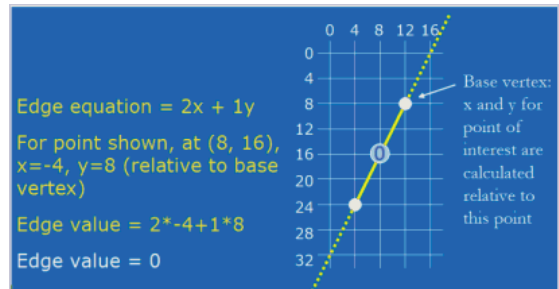 0 4 8 12 16
0
4
8
12
16
20
24
28
32
0
Edge equation = 2x + 1y
For point shown, at (8, 16),
x=-4, y=8 (relative to base
vertex)
Edge value = 2*-4+1*8
Edge value = 0
Base vertex:
x and y for
point of
interest are
calculated
relative to
this point